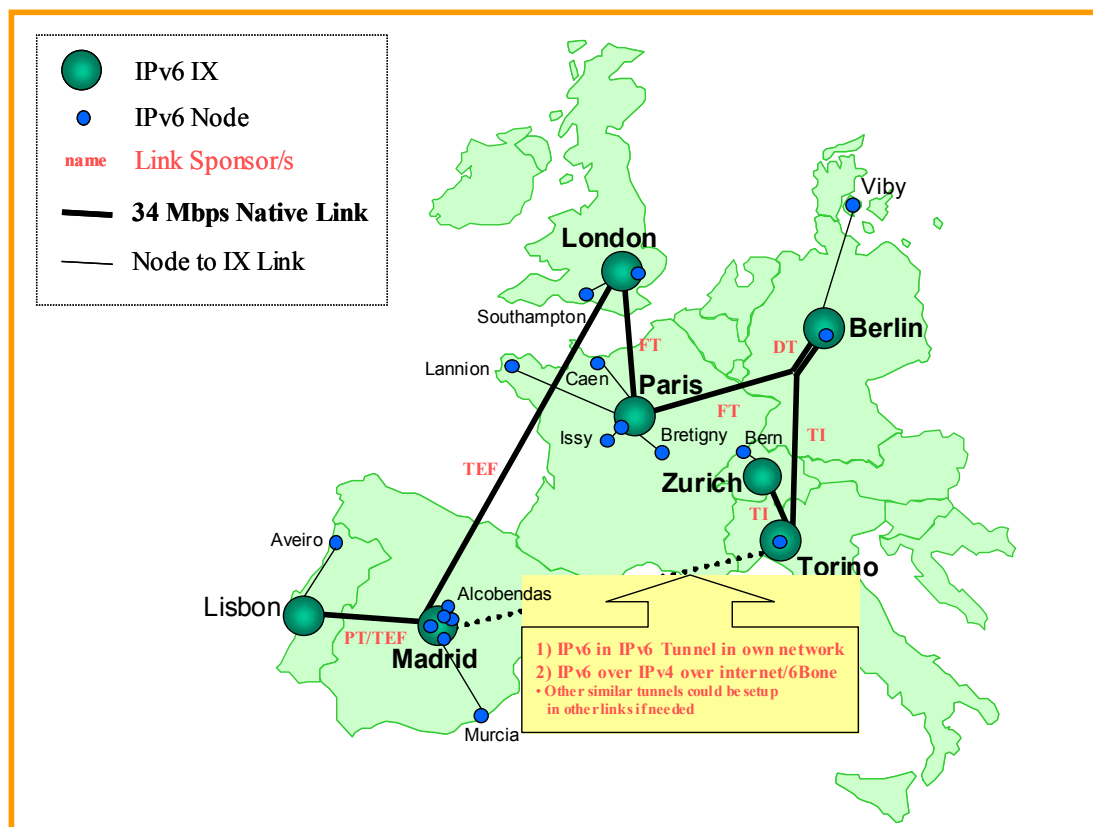 IPv6 IX
IPv6 Node
name Link Sponsor/s
34 Mbps Native Link
Node to IX Link
Viby
London
Southampton
Berlin
DT
FT
Lannion
Caen
Paris
FT
TI
Issy
Bretigny
Bern
TEF
Zurich
TI
Aveiro
Torino
Alcobendas
Lisbon
PT/TEF
Madrid
1) IPv6 in IPv6 Tunnel in own network
2) IPv6 over IPv4 over internet/6Bone
• Other similar tunnels could be setup
in other links if needed
Murcia